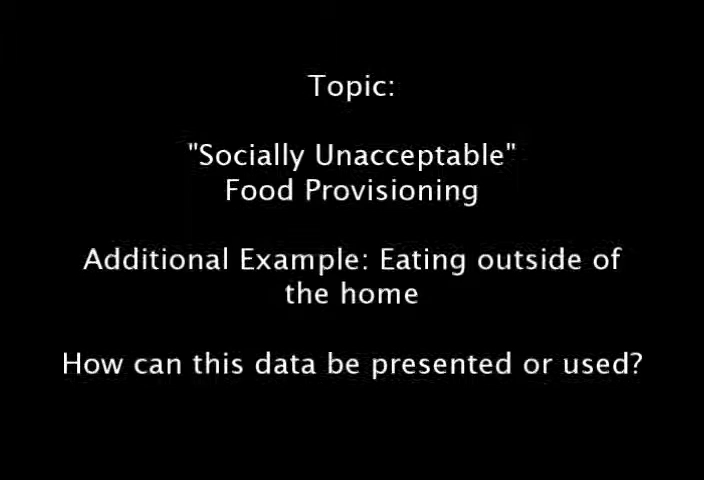 Topic:
"Socially Unacceptable"
Food Provisioning
Additional Example: Eating outside of
the home
How can this data be presented or used?